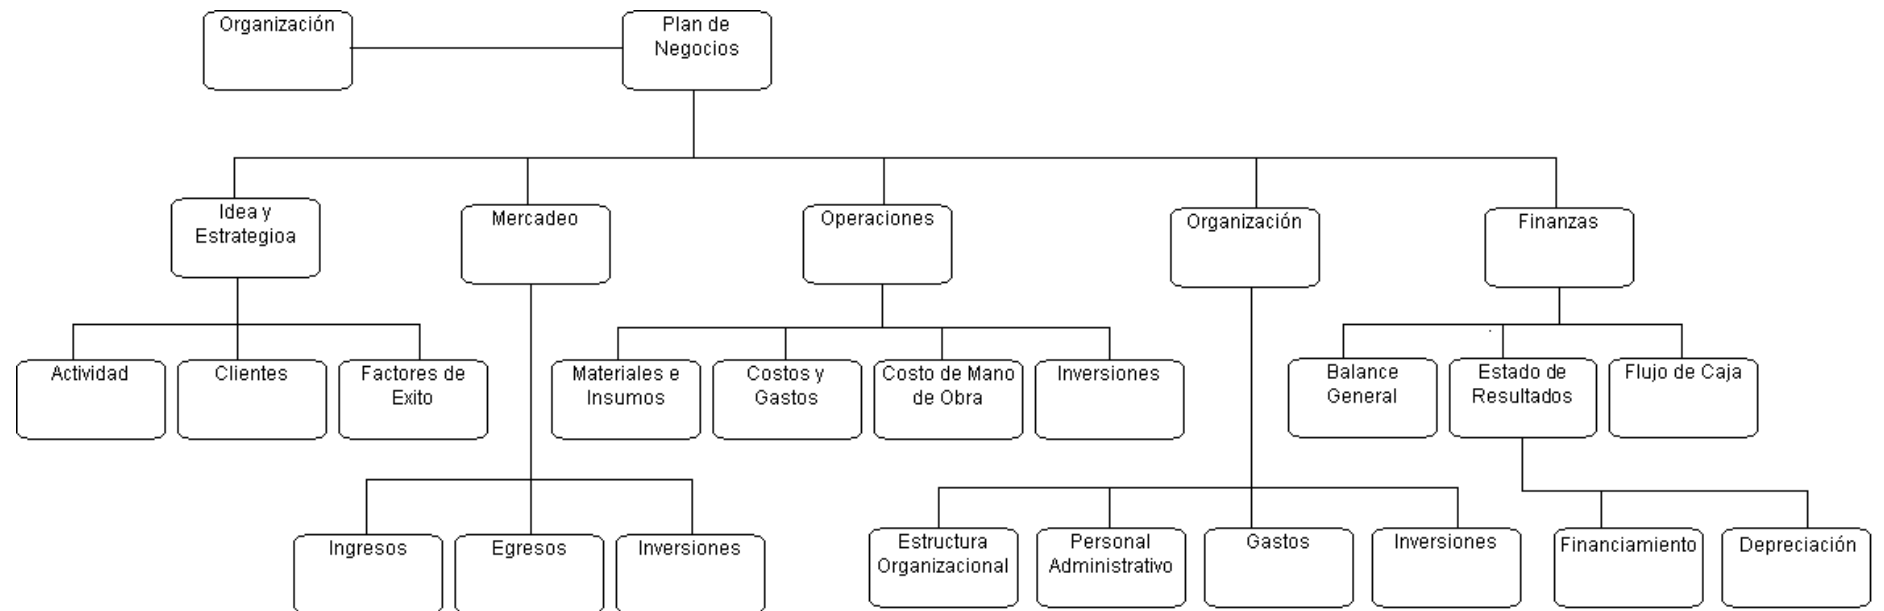 Organización
Plan de
Negocios
Idea y
Estrategioa
Mercadeo
Operaciones
Organización
Finanzas
Actividad
Clientes
Factores de
Exito
Materiales e
Insumos
Costos y
Gastos
Costo de Mano
de Obra
Inversiones
Balance
General
Estado de
Resultados
Flujo de Caja
Ingresos
Egresos
Inversiones
Estructura
Organizacional
Personal
Administrativo
Gastos
Inversiones
Financiamiento
Depreciación